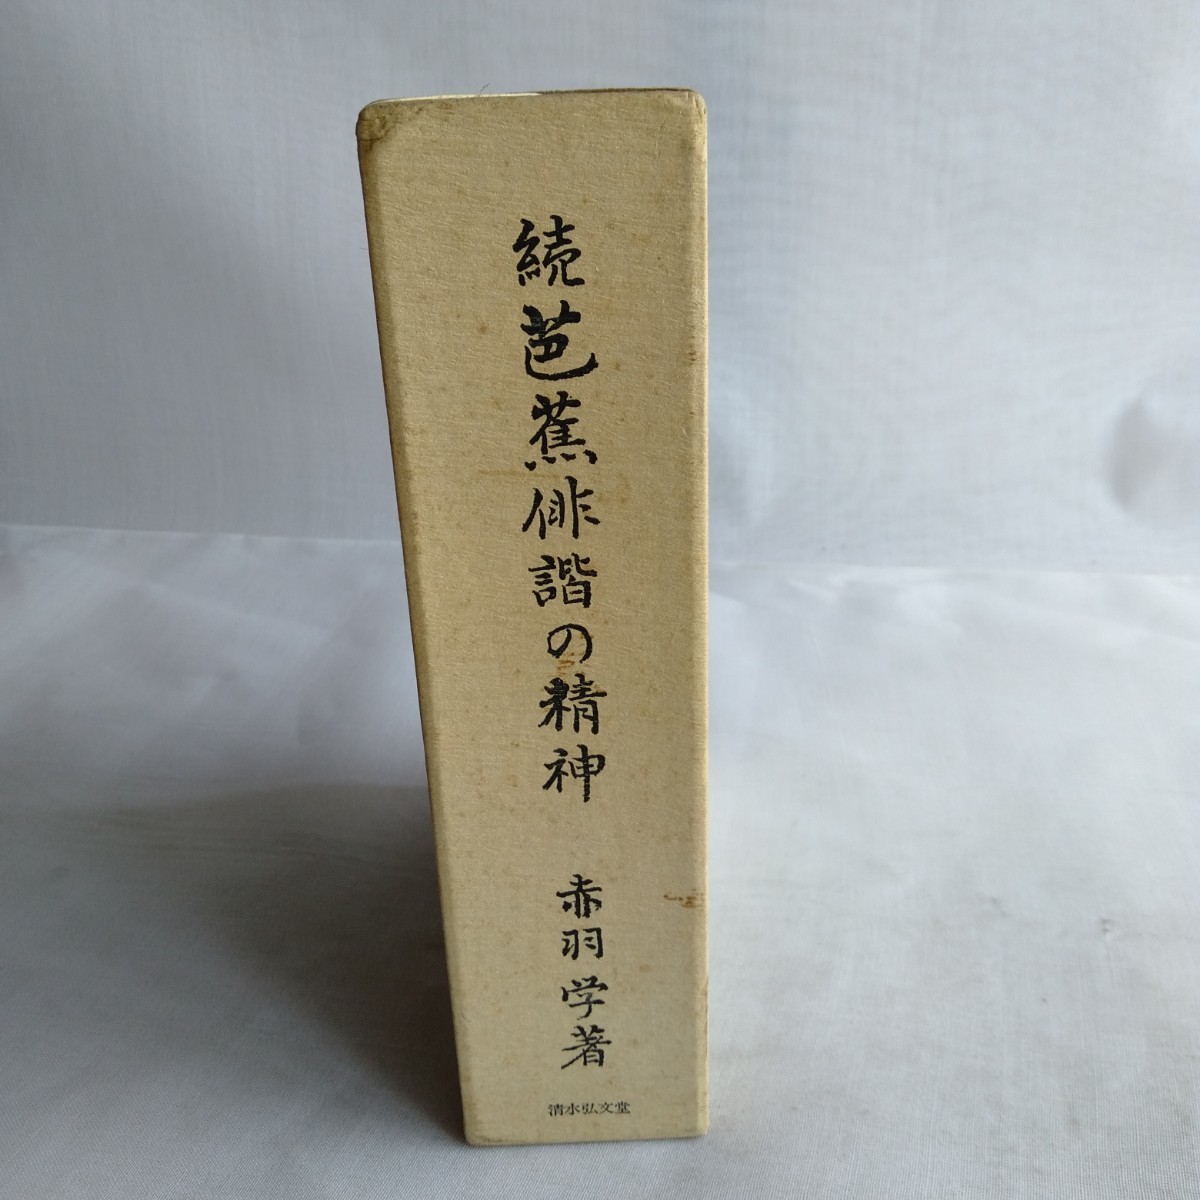 続芭蕉俳諧の精神
赤羽学著
清水弘文堂